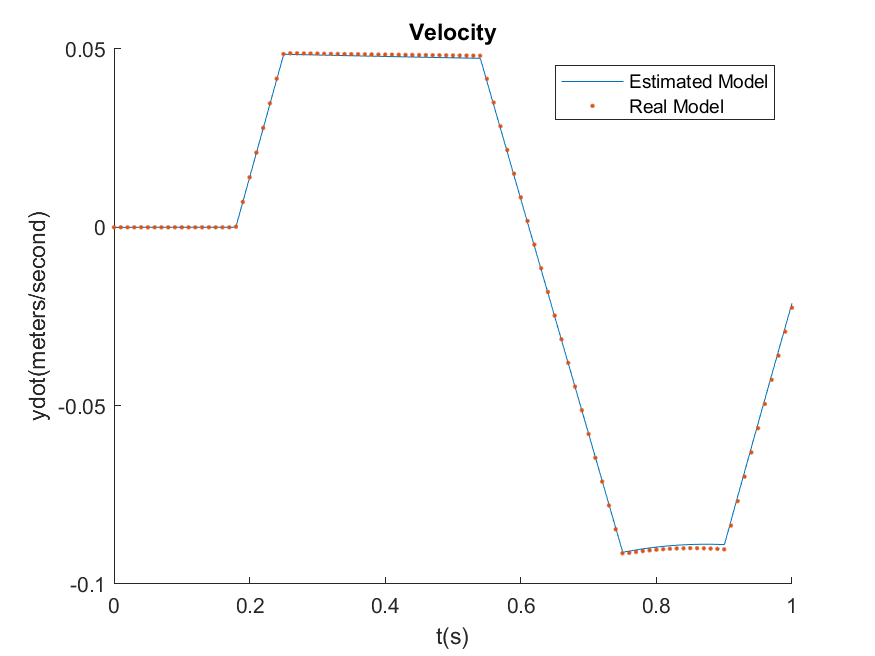 Velocity
0.05
Estimated Model
Real Model
0
ydot(meters/second)
-0.05
-0.1
0 0.2 0.4 0.6 0.8 1
t(s)